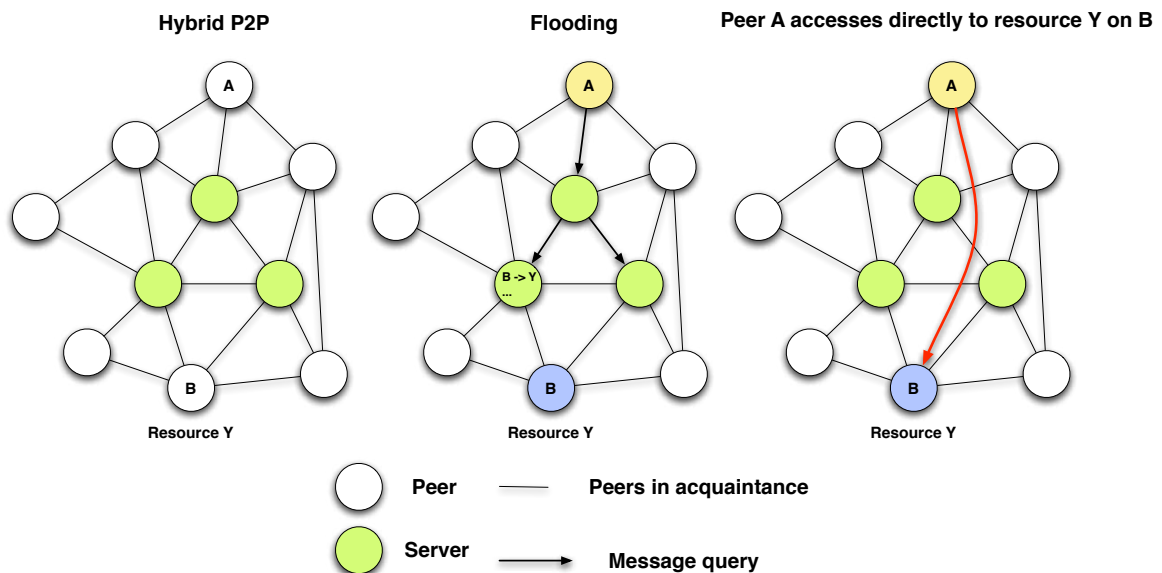 Hybrid P2P
Flooding
Peer A accesses directly to resource Y on B
A
A
A
B -> Y
...
B
B
B
Resource Y
Resource Y
Resource Y
Peer
Peers in acquaintance
Server
Message query